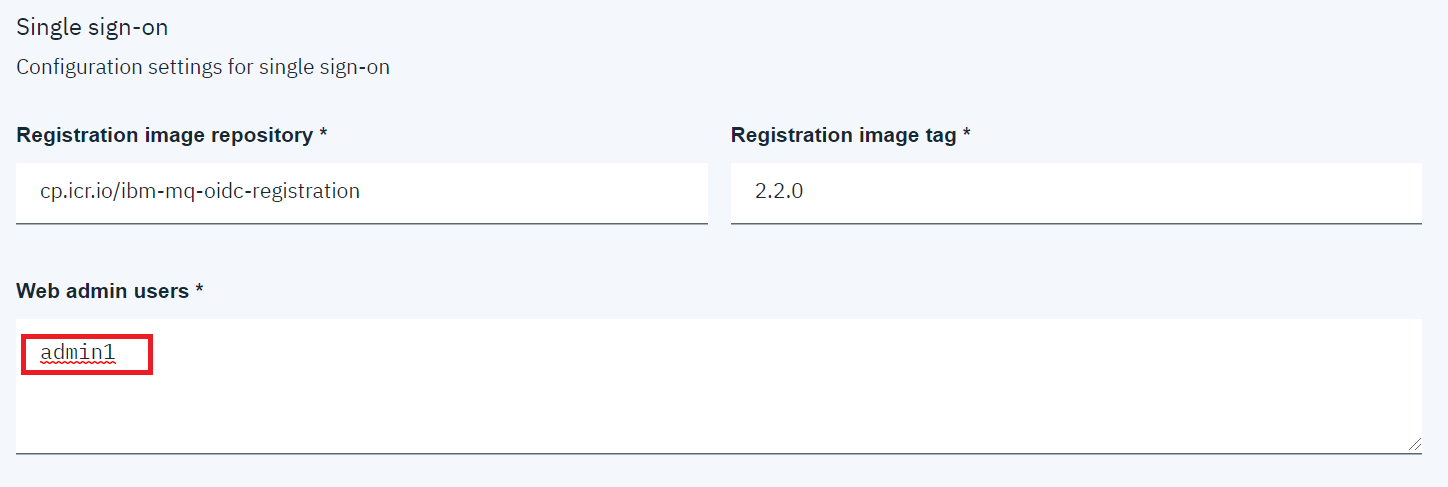 Single sign-on
Configuration settings for single sign-on
Registration image repository *
Registration image tag *
cp.icr.io/ibm-mq-oidc-registration
2.2.0
Web admin users *
admin1